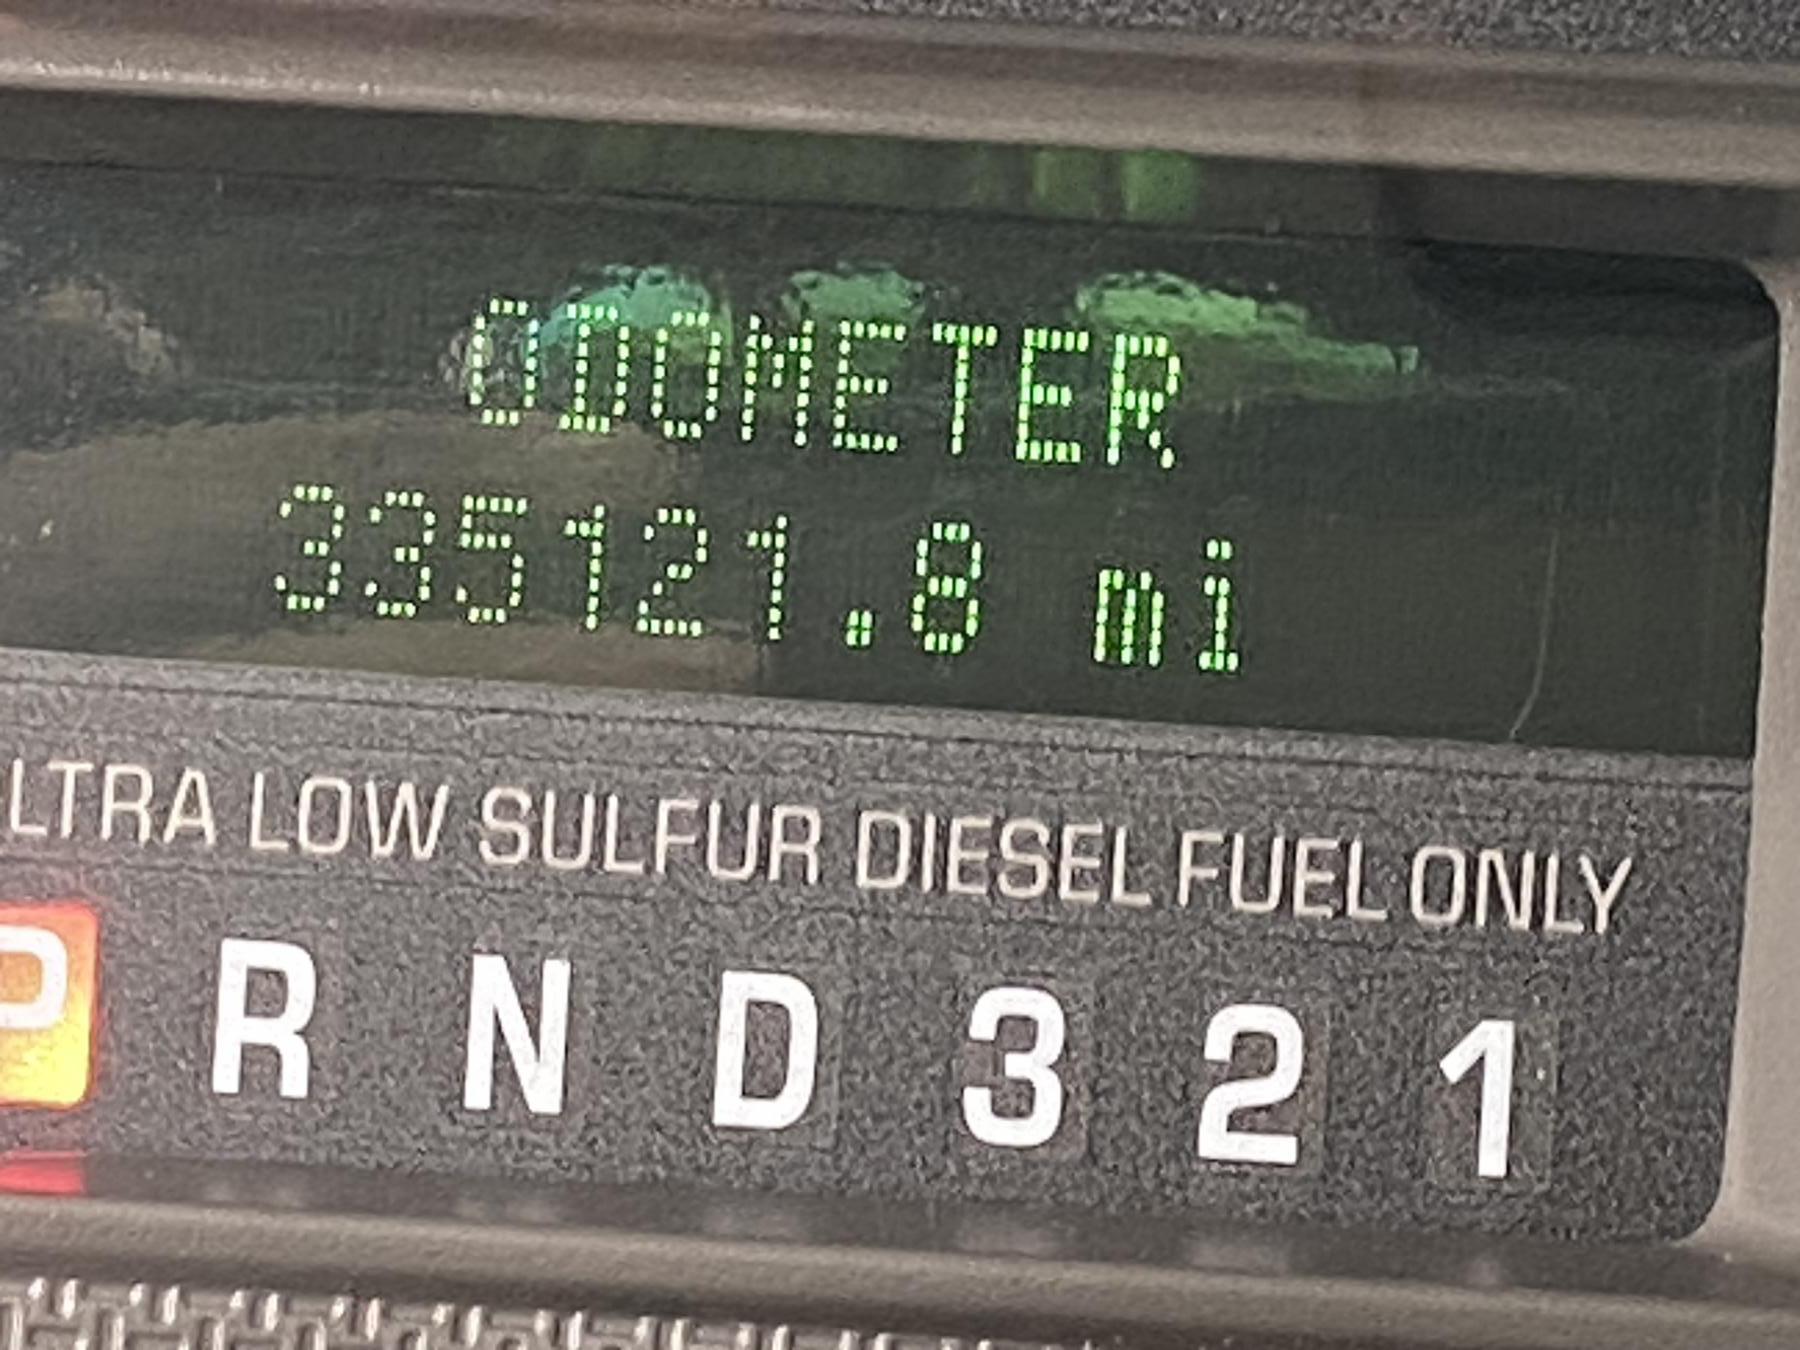 ODOMETER
335121.8 mi
LTRA LOW SULFUR DIESEL FUEL ONLY
P R N D 3 2 1